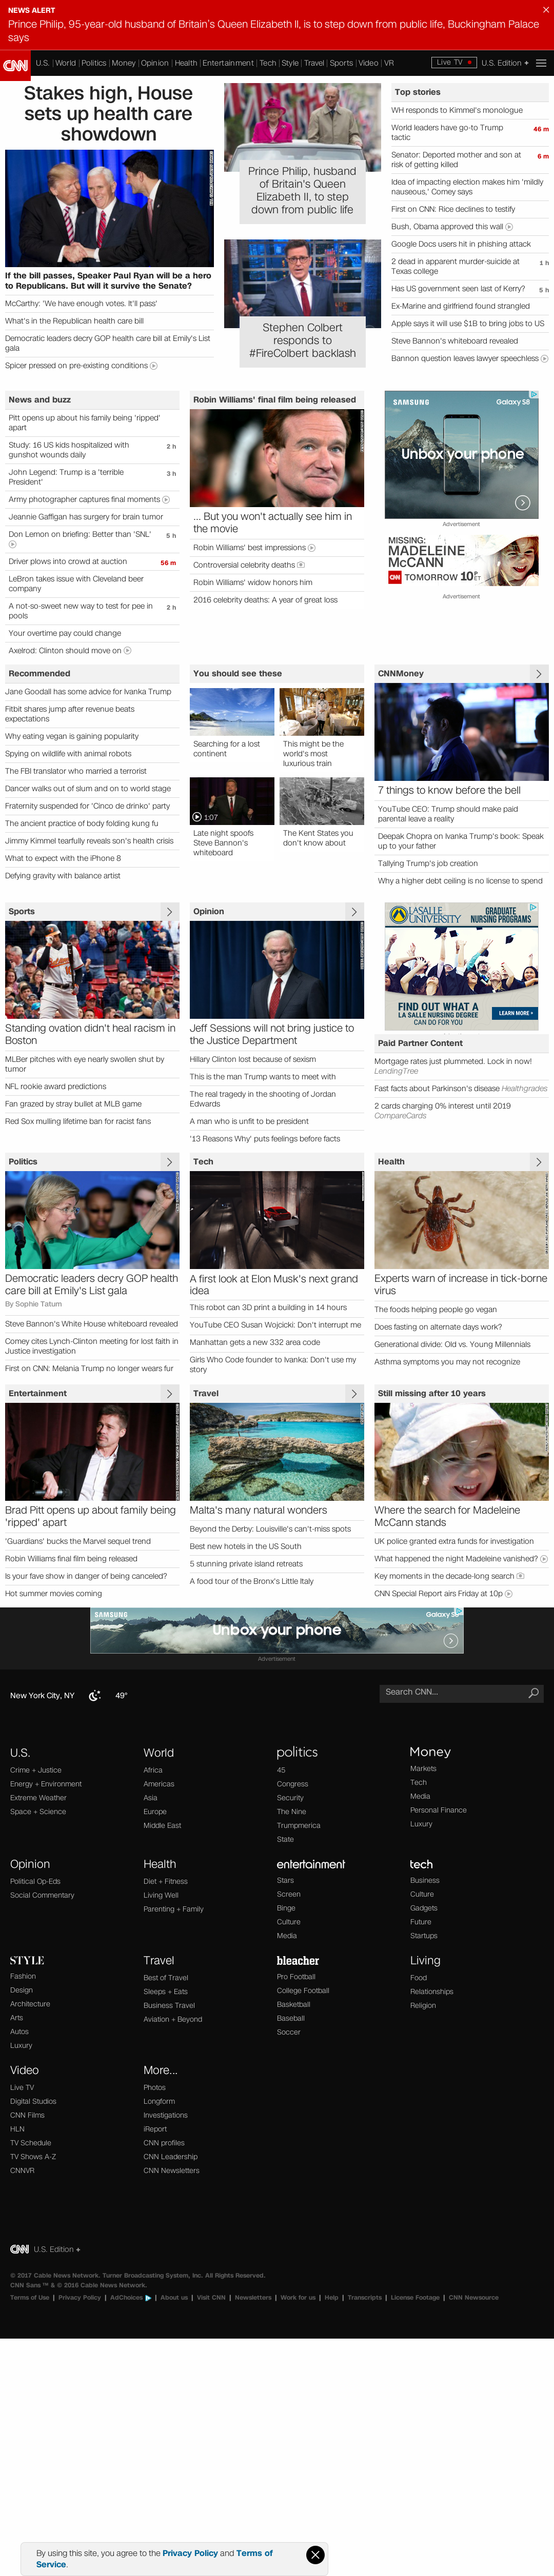 NEWS ALERT
Prince Philip, 95-year-old husband of Britain's Queen Elizabeth II, is to step down from public life, Buckingham Palace
says
CNN
U.S. | World | Politics | Money | Opinion | Health | Entertainment | Tech | Style | Travel | Sports | Video | VR
Live TV
U.S. Edition +
Stakes high, House
sets up health care
showdown
If the bill passes, Speaker Paul Ryan will be a hero
to Republicans. But will it survive the Senate?
McCarthy: 'We have enough votes. It'll pass'
What's in the Republican health care bill
Democratic leaders decry GOP health care bill at Emily's List
gala
Spicer pressed on pre-existing conditions
Prince Philip, husband
of Britain's Queen
Elizabeth II, to step
down from public life
Stephen Colbert
responds to
#FireColbert backlash
Top stories
WH responds to Kimmel's monologue
World leaders have go-to Trump
tactic
46 m
Senator: Deported mother and son at
risk of getting killed
6 m
Idea of impacting election makes him 'mildly
nauseous,' Comey says
First on CNN: Rice declines to testify
Bush, Obama approved this wall
Google Docs users hit in phishing attack
2 dead in apparent murder-suicide at
Texas college
1 h
Has US government seen last of Kerry?
5 h
Ex-Marine and girlfriend found strangled
Apple says it will use $1B to bring jobs to US
Steve Bannon's whiteboard revealed
Bannon question leaves lawyer speechless
News and buzz
Pitt opens up about his family being 'ripped'
apart
Study: 16 US kids hospitalized with
gunshot wounds daily
2 h
John Legend: Trump is a 'terrible
President'
3 h
Army photographer captures final moments
Jeannie Gaffigan has surgery for brain tumor
Don Lemon on briefing: Better than 'SNL'
5 h
Driver plows into crowd at auction
56 m
LeBron takes issue with Cleveland beer
company
A not-so-sweet new way to test for pee in
pools
2 h
Your overtime pay could change
Axelrod: Clinton should move on
Robin Williams' final film being released
... But you won't actually see him in
the movie
Robin Williams' best impressions
Controversial celebrity deaths
Robin Williams' widow honors him
2016 celebrity deaths: A year of great loss
SAMSUNG
Galaxy S8
Unbox your phone
Advertisement
MISSING:
MADELEINE
McCANN
CNN TOMORROW 10P ET
Advertisement
Recommended
Jane Goodall has some advice for Ivanka Trump
Fitbit shares jump after revenue beats
expectations
Why eating vegan is gaining popularity
Spying on wildlife with animal robots
The FBI translator who married a terrorist
Dancer walks out of slum and on to world stage
Fraternity suspended for 'Cinco de drinko' party
The ancient practice of body folding kung fu
Jimmy Kimmel tearfully reveals son's health crisis
What to expect with the iPhone 8
Defying gravity with balance artist
You should see these
Searching for a lost
continent
This might be the
world's most
luxurious train
1:07
Late night spoofs
Steve Bannon's
whiteboard
The Kent States you
don't know about
CNNMoney
7 things to know before the bell
YouTube CEO: Trump should make paid
parental leave a reality
Deepak Chopra on Ivanka Trump's book: Speak
up to your father
Tallying Trump's job creation
Why a higher debt ceiling is no license to spend
Sports
Standing ovation didn't heal racism in
Boston
MLBer pitches with eye nearly swollen shut by
tumor
NFL rookie award predictions
Fan grazed by stray bullet at MLB game
Red Sox mulling lifetime ban for racist fans
Opinion
Jeff Sessions will not bring justice to
the Justice Department
Hillary Clinton lost because of sexism
This is the man Trump wants to meet with
The real tragedy in the shooting of Jordan
Edwards
A man who is unfit to be president
'13 Reasons Why' puts feelings before facts
LASALLE
UNIVERSITY
GRADUATE
NURSING PROGRAMS
FIND OUT WHAT A
LA SALLE NURSING DEGREE
CAN DO FOR YOU
LEARN MORE
Paid Partner Content
Mortgage rates just plummeted. Lock in now!
LendingTree
Fast facts about Parkinson's disease Healthgrades
2 cards charging 0% interest until 2019
CompareCards
Politics
Democratic leaders decry GOP health
care bill at Emily's List gala
By Sophie Tatum
Steve Bannon's White House whiteboard revealed
Comey cites Lynch-Clinton meeting for lost faith in
Justice investigation
First on CNN: Melania Trump no longer wears fur
Tech
A first look at Elon Musk's next grand
idea
This robot can 3D print a building in 14 hours
YouTube CEO Susan Wojcicki: Don't interrupt me
Manhattan gets a new 332 area code
Girls Who Code founder to Ivanka: Don't use my
story
Health
Experts warn of increase in tick-borne
virus
The foods helping people go vegan
Does fasting on alternate days work?
Generational divide: Old vs. Young Millennials
Asthma symptoms you may not recognize
Entertainment
Brad Pitt opens up about family being
'ripped' apart
'Guardians' bucks the Marvel sequel trend
Robin Williams final film being released
Is your fave show in danger of being canceled?
Hot summer movies coming
Travel
Malta's many natural wonders
Beyond the Derby: Louisville's can't-miss spots
Best new hotels in the US South
5 stunning private island retreats
A food tour of the Bronx's Little Italy
Still missing after 10 years
Where the search for Madeleine
McCann stands
UK police granted extra funds for investigation
What happened the night Madeleine vanished?
Key moments in the decade-long search
CNN Special Report airs Friday at 10p
SAMSUNG
Galaxy S8
Unbox your phone
Advertisement
New York City, NY
49°
Search CNN...
U.S.
Crime + Justice
Energy + Environment
Extreme Weather
Space + Science
World
Africa
Americas
Asia
Europe
Middle East
politics
45
Congress
Security
The Nine
Trumpmerica
State
Money
Markets
Tech
Media
Personal Finance
Luxury
Opinion
Political Op-Eds
Social Commentary
Health
Diet + Fitness
Living Well
Parenting + Family
entertainment
Stars
Screen
Binge
Culture
Media
tech
Business
Culture
Gadgets
Future
Startups
STYLE
Fashion
Design
Architecture
Arts
Autos
Luxury
Travel
Best of Travel
Sleeps + Eats
Business Travel
Aviation + Beyond
bleacher
Pro Football
College Football
Basketball
Baseball
Soccer
Living
Food
Relationships
Religion
Video
Live TV
Digital Studios
CNN Films
HLN
TV Schedule
TV Shows A-Z
CNNVR
More...
Photos
Longform
Investigations
iReport
CNN profiles
CNN Leadership
CNN Newsletters
CNN U.S. Edition +
© 2017 Cable News Network. Turner Broadcasting System, Inc. All Rights Reserved.
CNN Sans ™ & © 2016 Cable News Network.
Terms of Use | Privacy Policy | AdChoices | About us | Visit CNN | Newsletters | Work for us | Help | Transcripts | License Footage | CNN Newsource
By using this site, you agree to the Privacy Policy and Terms of
Service.